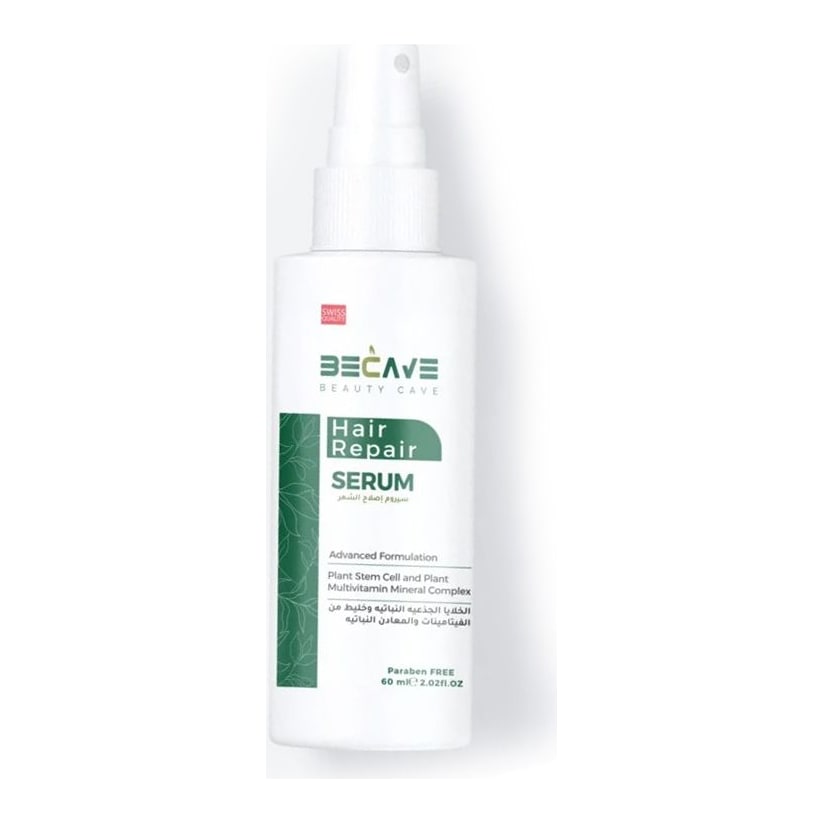 SWISS
QUALITY
BECAVE
BEAUTY CAVE
Hair
Repair
SERUM
سيروم إصلاح الشعر
Advanced Formulation
Plant Stem Cell and Plant
Multivitamin Mineral Complex
الخلايا الجذعيه النباتيه وخليط من
الفيتامينات والمعادن النباتيه
Paraben FREE
60 ml℮2.02fl.OZ